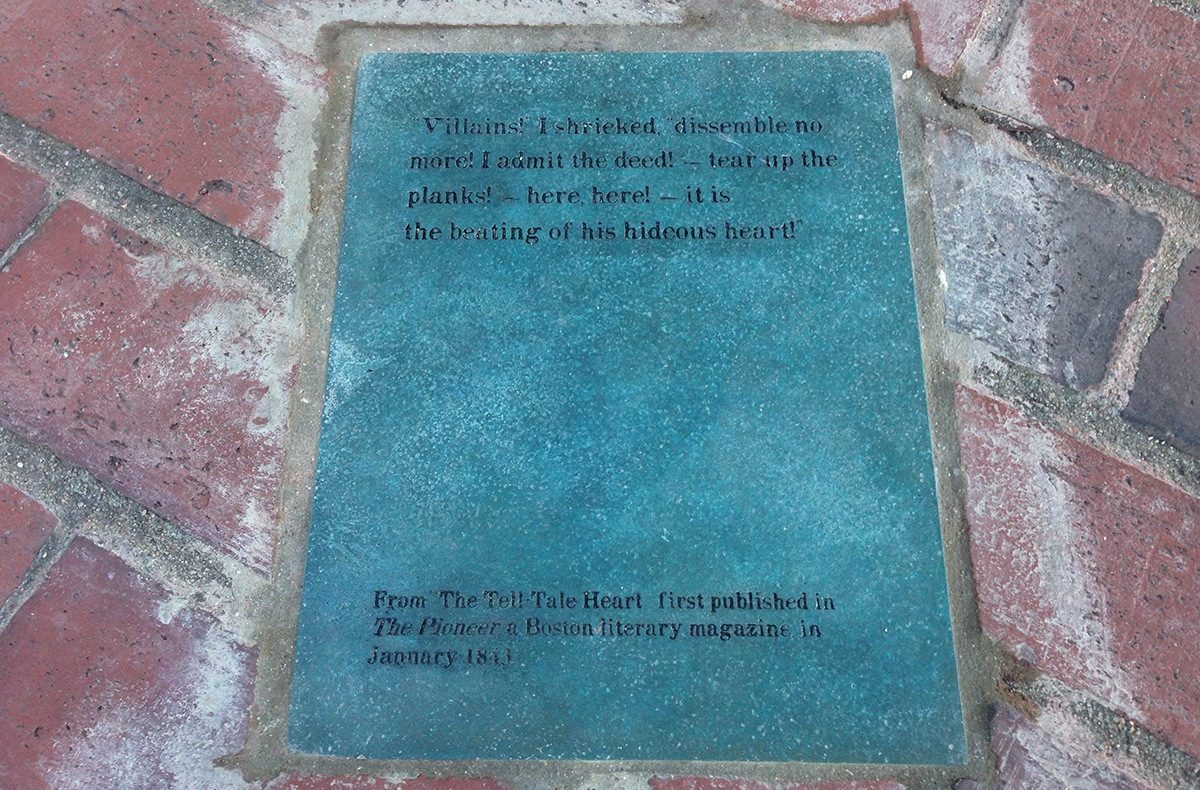 "Villains!" I shrieked, "dissemble no
more! I admit the deed! – tear up the
planks! – here, here! – it is
the beating of his hideous heart!"
From "The Tell-Tale Heart" first published in
The Pioneer, a Boston literary magazine, in
January 1843